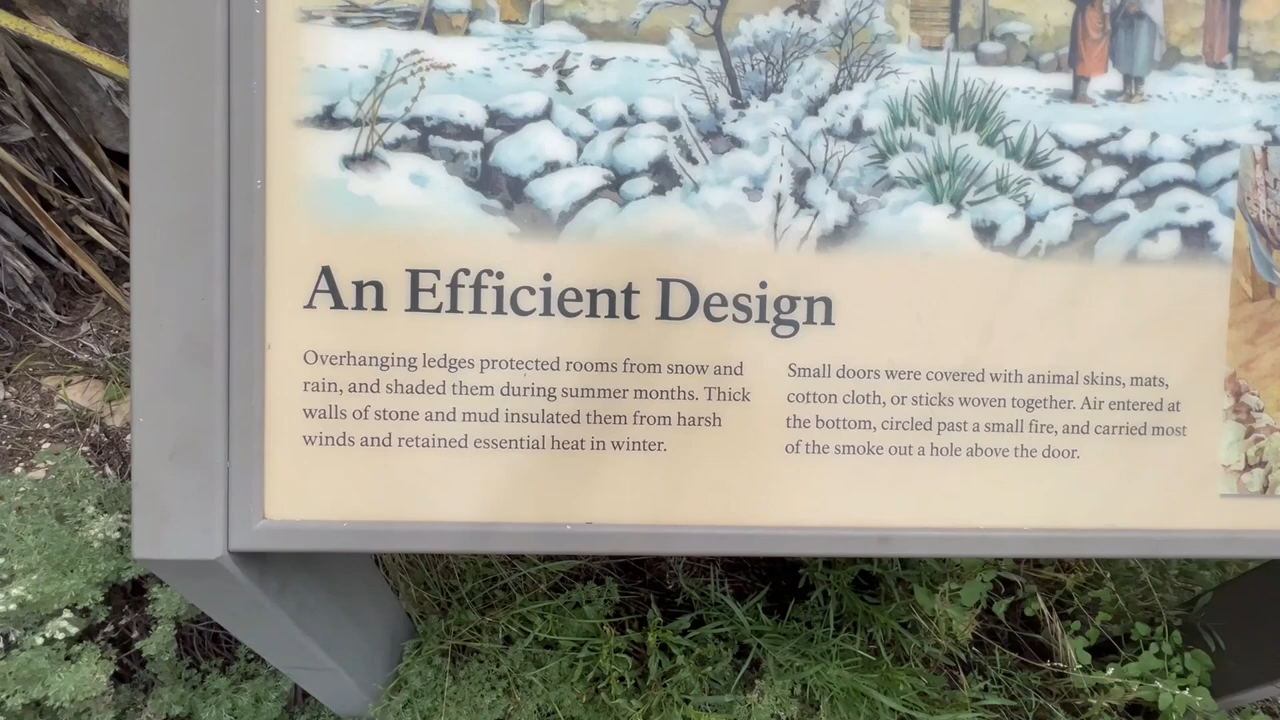 An Efficient Design
Overhanging ledges protected rooms from snow and
rain, and shaded them during summer months. Thick
walls of stone and mud insulated them from harsh
winds and retained essential heat in winter.
Small doors were covered with animal skins, mats,
cotton cloth, or sticks woven together. Air entered at
the bottom, circled past a small fire, and carried most
of the smoke out a hole above the door.